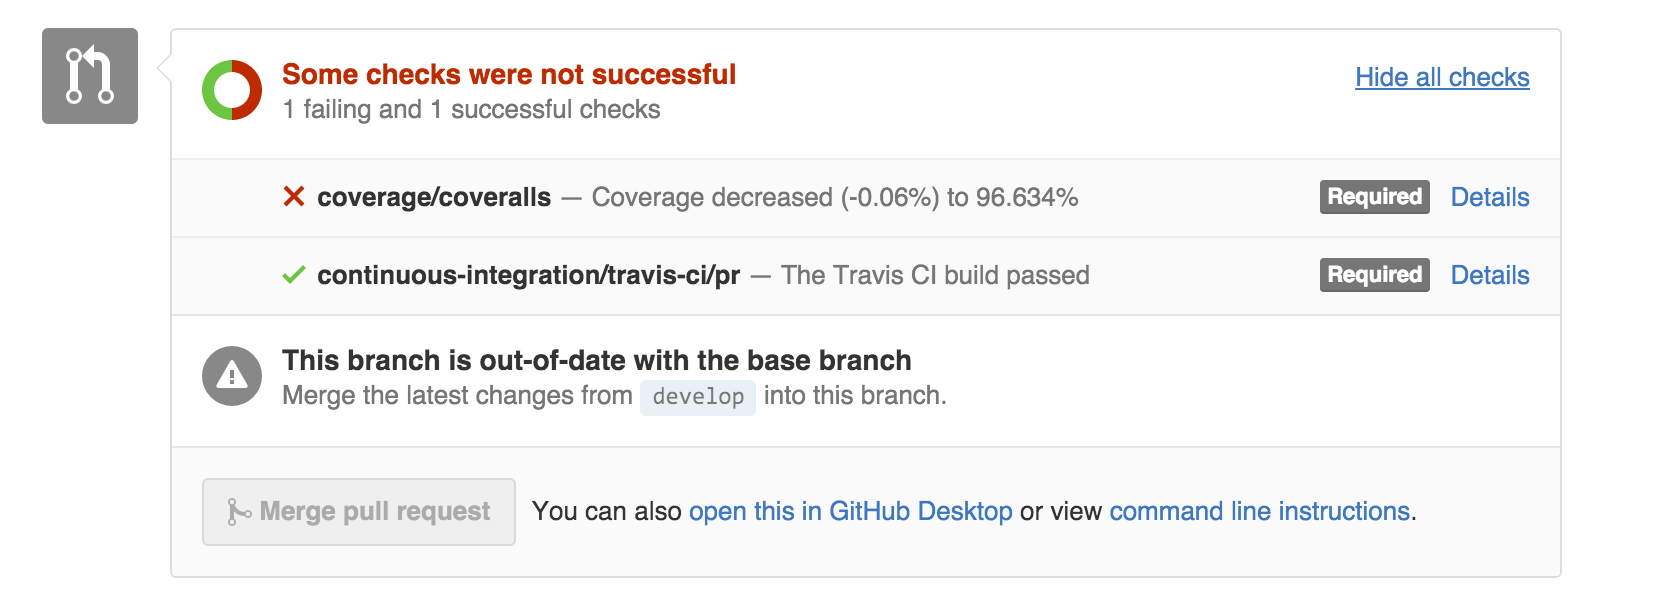 Some checks were not successful
Hide all checks
1 failing and 1 successful checks
coverage/coveralls — Coverage decreased (-0.06%) to 96.634% Required Details
continuous-integration/travis-ci/pr — The Travis CI build passed Required Details
This branch is out-of-date with the base branch
Merge the latest changes from develop into this branch.
Merge pull request You can also open this in GitHub Desktop or view command line instructions.